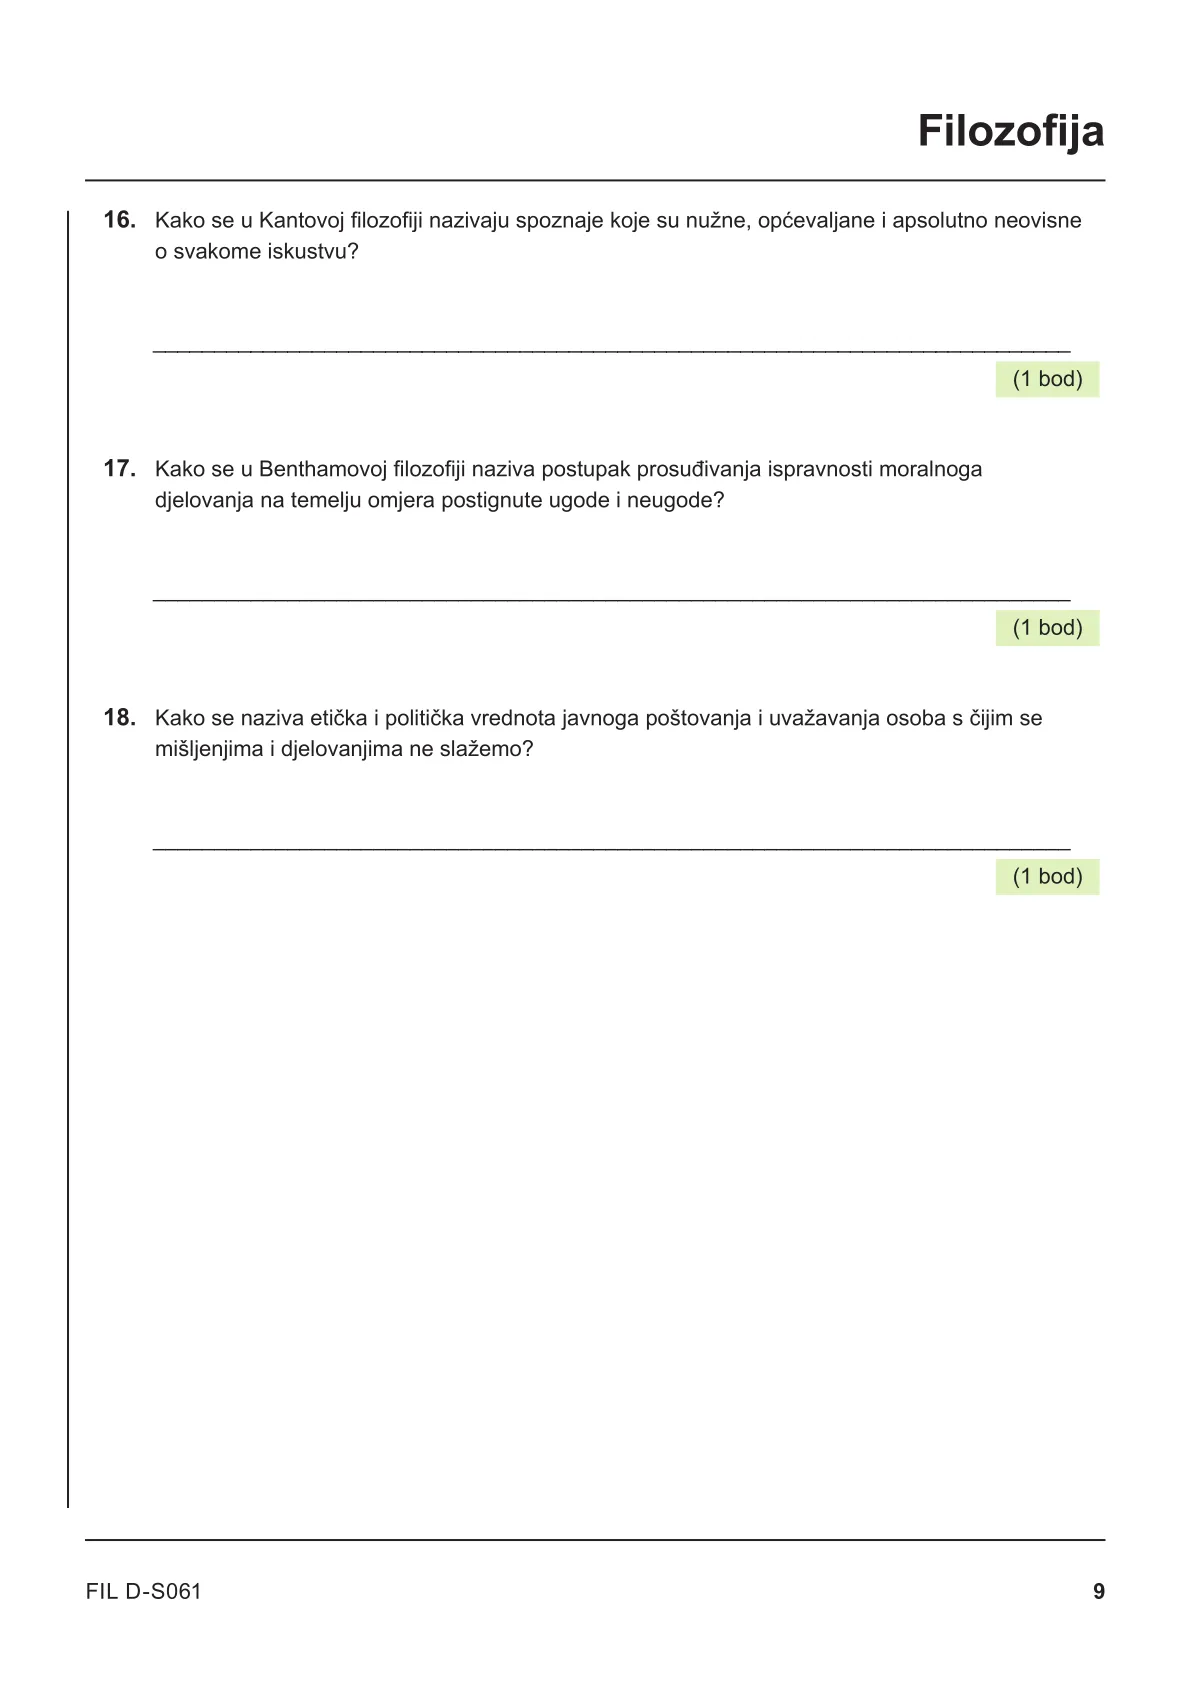 Filozofija
16. Kako se u Kantovoj filozofiji nazivaju spoznaje koje su nužne, općevaljane i apsolutno neovisne
o svakome iskustvu?
(1 bod)
17. Kako se u Benthamovoj filozofiji naziva postupak prosuđivanja ispravnosti moralnoga
djelovanja na temelju omjera postignute ugode i neugode?
(1 bod)
18. Kako se naziva etička i politička vrednota javnoga poštovanja i uvažavanja osoba s čijim se
mišljenjima i djelovanjima ne slažemo?
(1 bod)
FIL D-S061
9